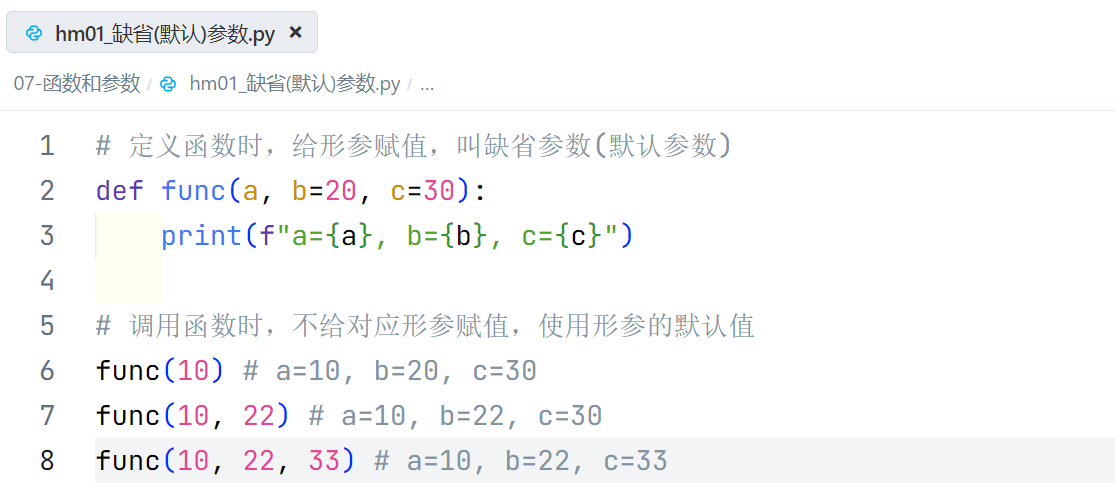 hm01_缺省(默认)参数.py ×
07-函数和参数 / hm01_缺省(默认)参数.py / ...
1 # 定义函数时，给形参赋值，叫缺省参数(默认参数)
2 def func(a, b=20, c=30):
3     print(f"a={a}, b={b}, c={c}")
4
5 # 调用函数时，不给对应形参赋值，使用形参的默认值
6 func(10) # a=10, b=20, c=30
7 func(10, 22) # a=10, b=22, c=30
8 func(10, 22, 33) # a=10, b=22, c=33